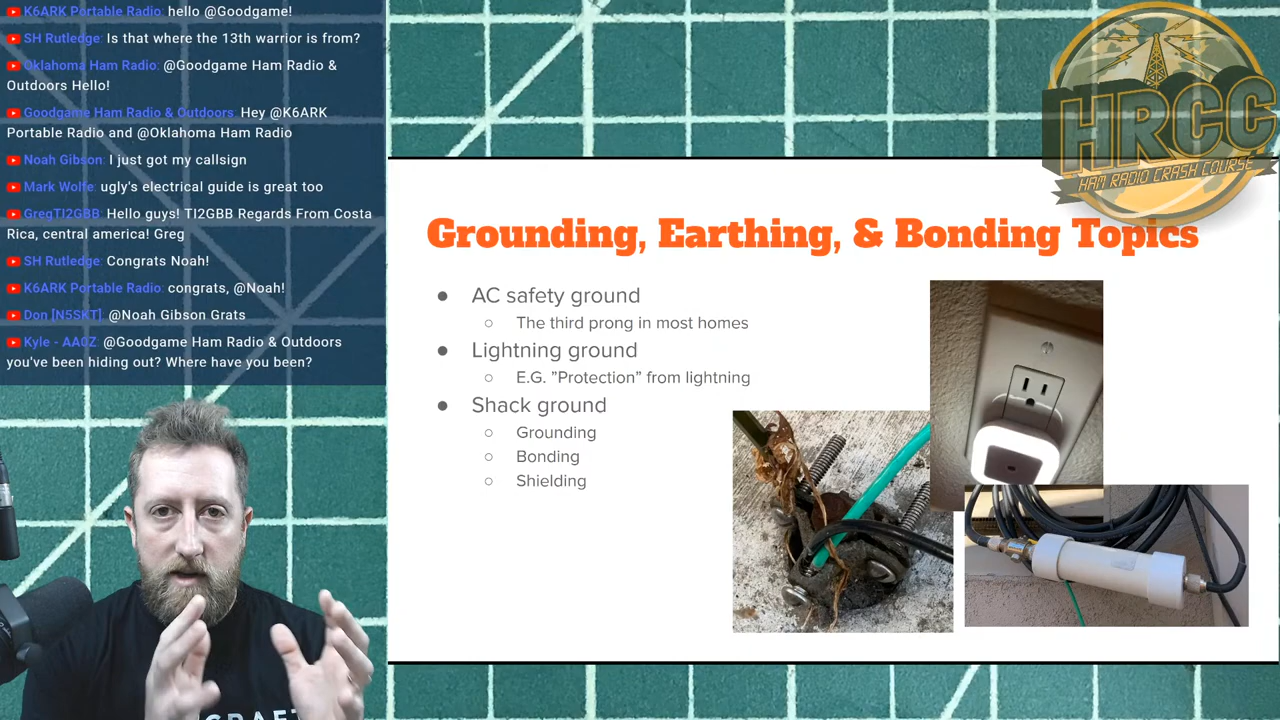 K6ARK Portable Radio: hello @Goodgame!
SH Rutledge: Is that where the 13th warrior is from?
Oklahoma Ham Radio: @Goodgame Ham Radio &
Outdoors Hello!
Goodgame Ham Radio & Outdoors: Hey @K6ARK
Portable Radio and @Oklahoma Ham Radio
Noah Gibson: I just got my callsign
Mark Wolfe: ugly's electrical guide is great too
GregTI2GBB: Hello guys! TI2GBB Regards From Costa
Rica, central america! Greg
SH Rutledge: Congrats Noah!
K6ARK Portable Radio: congrats, @Noah!
Don [N5SKT]: @Noah Gibson Grats
Kyle - AA0Z: @Goodgame Ham Radio & Outdoors
you've been hiding out? Where have you been?
HRCC
HAM RADIO CRASH COURSE
Grounding, Earthing, & Bonding Topics
● AC safety ground
○ The third prong in most homes
● Lightning ground
○ E.G. ”Protection” from lightning
● Shack ground
○ Grounding
○ Bonding
○ Shielding
CRAFT